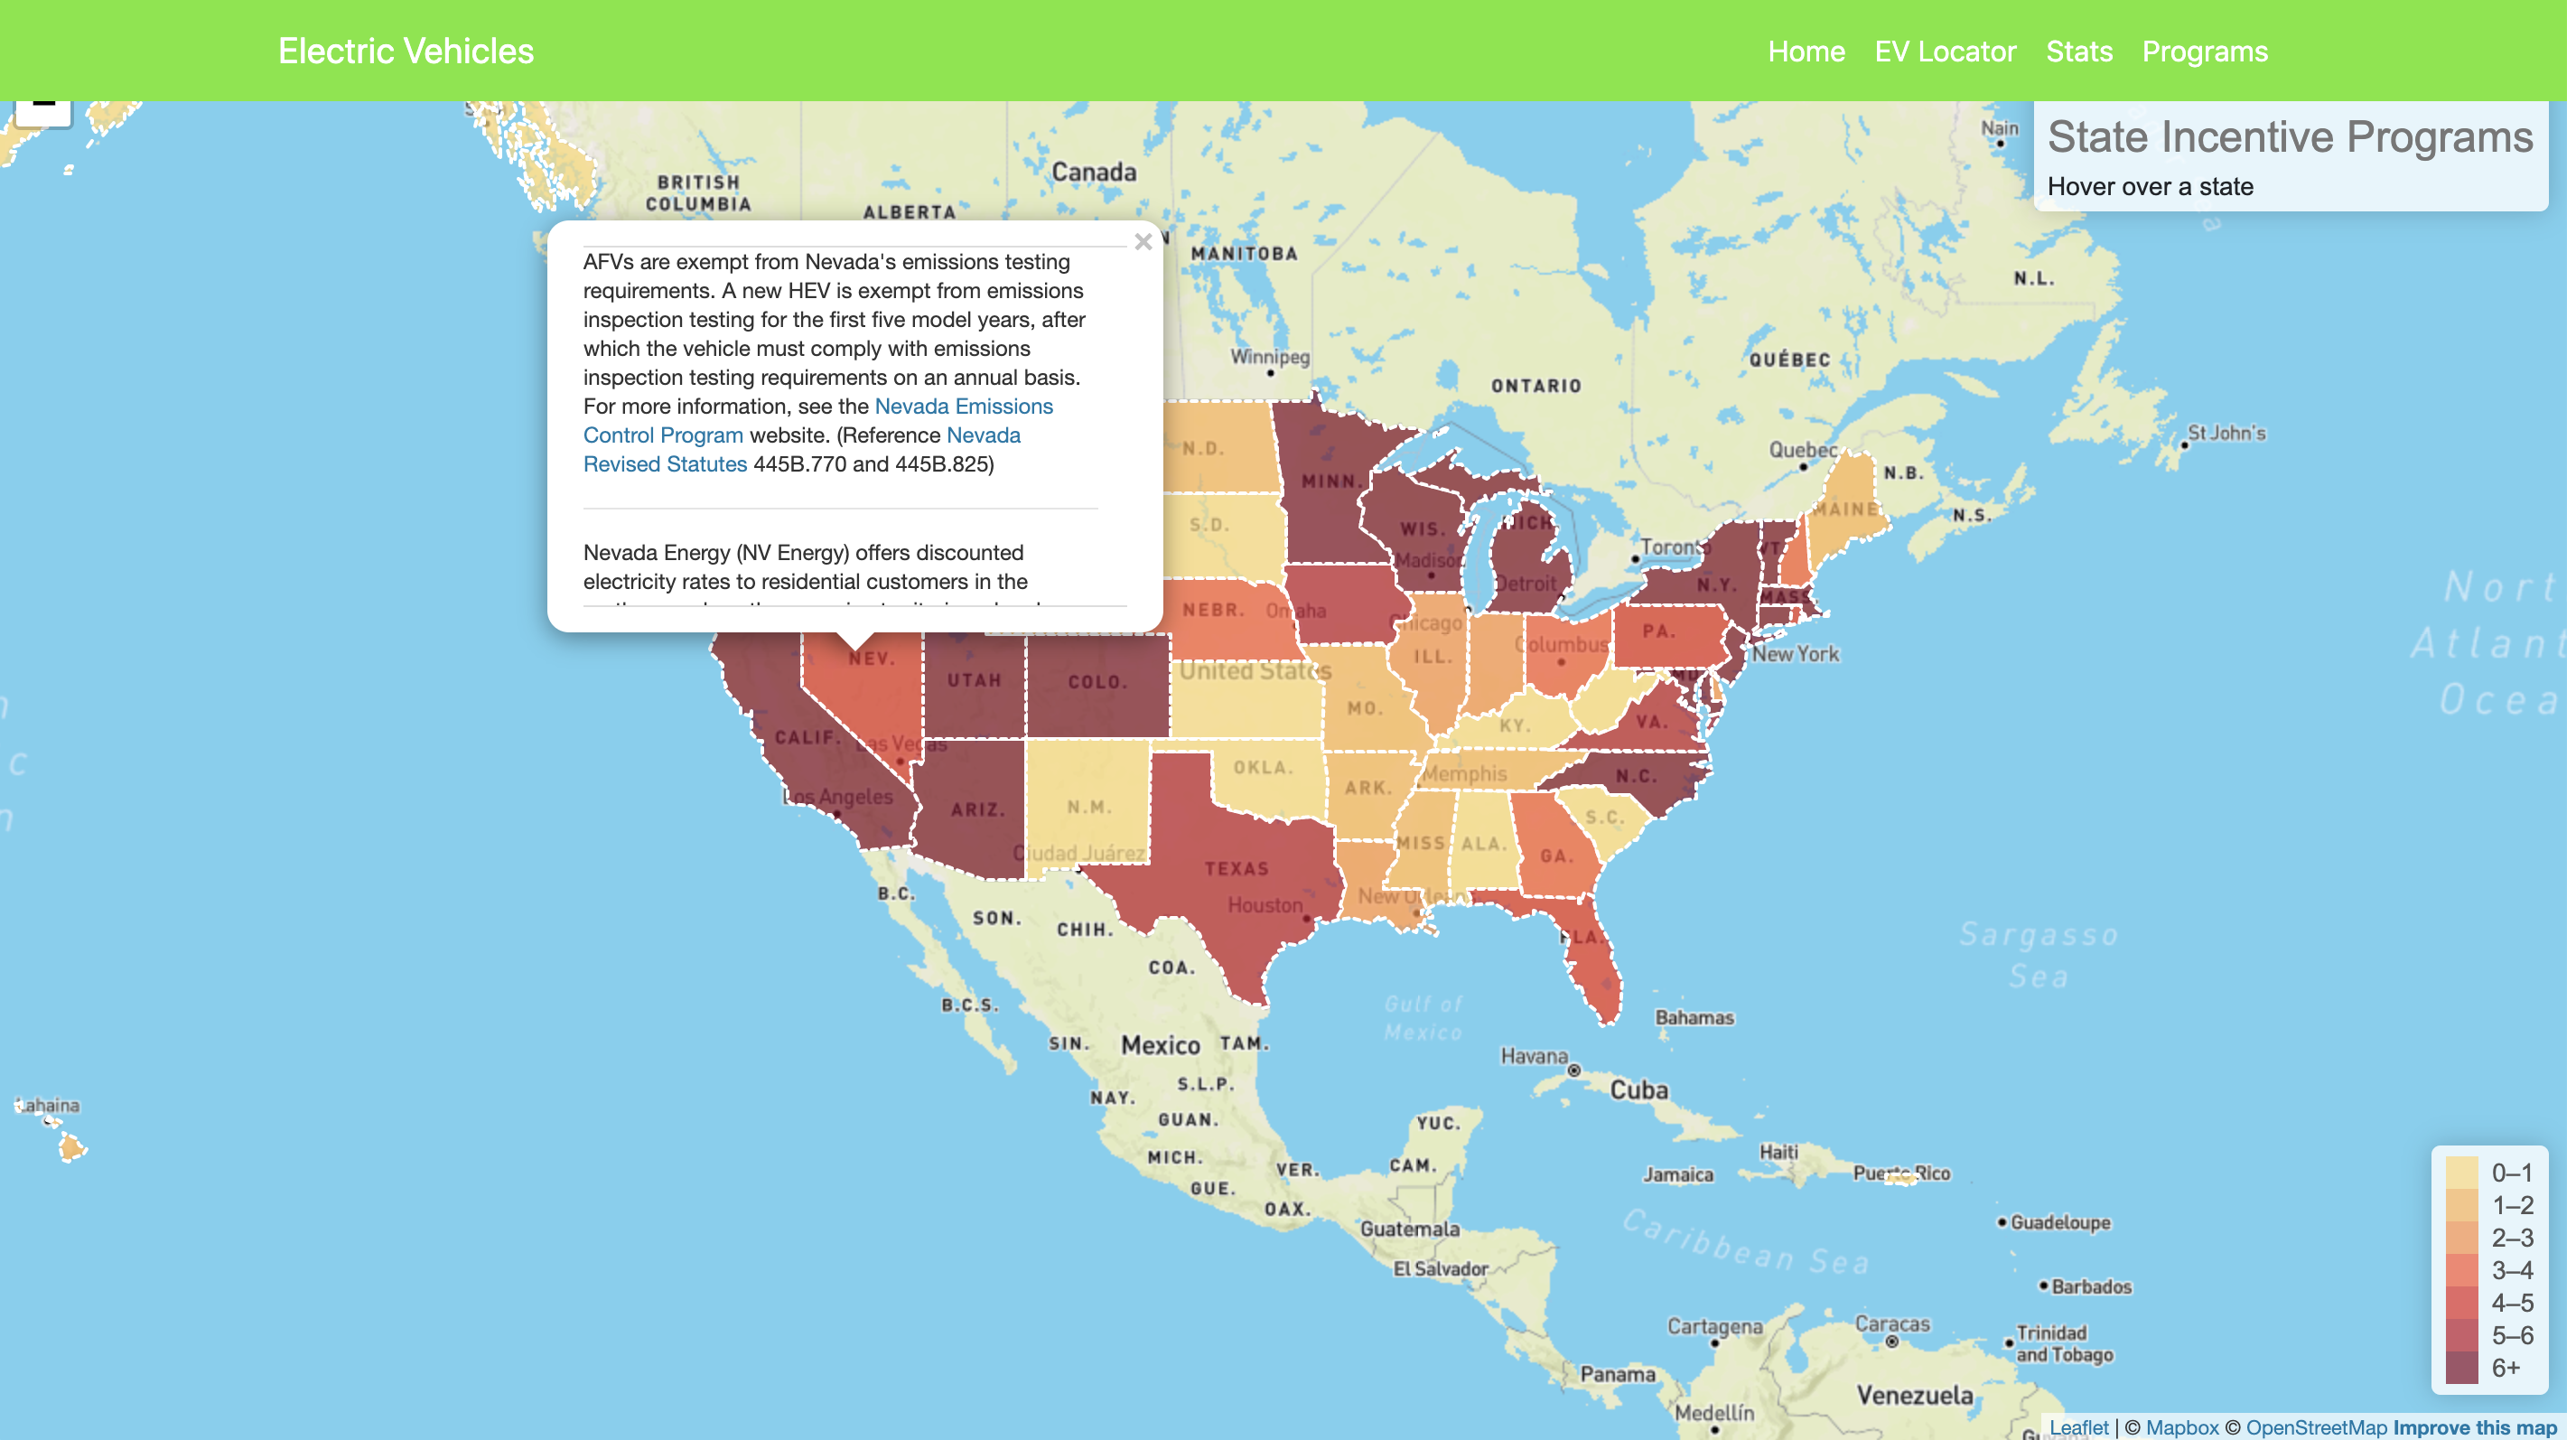 Electric Vehicles
Home EV Locator Stats Programs
State Incentive Programs
Hover over a state
AFVs are exempt from Nevada's emissions testing
requirements. A new HEV is exempt from emissions
inspection testing for the first five model years, after
which the vehicle must comply with emissions
inspection testing requirements on an annual basis.
For more information, see the Nevada Emissions
Control Program website. (Reference Nevada
Revised Statutes 445B.770 and 445B.825)
Nevada Energy (NV Energy) offers discounted
electricity rates to residential customers in the
×
Canada
BRITISH
COLUMBIA
ALBERTA
MANITOBA
Winnipeg
ONTARIO
QUÉBEC
Quebec
Nain
N.L.
St John's
N.B.
N.S.
MAINE
Toronto
N.D.
S.D.
MINN.
WIS.
Madison
MICH
Detroit
VT
N.Y.
MASS
NEBR.
Omaha
Chicago
ILL.
Columbus
PA.
New York
MD
NEV.
UTAH
COLO.
United States
MO.
KY.
VA.
CALIF.
Las Vegas
Los Angeles
ARIZ.
N.M.
Ciudad Juárez
OKLA.
ARK.
Memphis
N.C.
S.C.
MISS
ALA.
GA.
TEXAS
Houston
New Orleans
FLA.
B.C.
SON.
CHIH.
COA.
B.C.S.
SIN.
Mexico
TAM.
S.L.P.
NAY.
GUAN.
MICH.
GUE.
VER.
OAX.
YUC.
CAM.
Gulf of
Mexico
Bahamas
Havana
Cuba
Haiti
Jamaica
Puerto Rico
Guatemala
El Salvador
Caribbean Sea
Sargasso
Sea
Nort
Atlant
Ocea
Guadeloupe
Barbados
Trinidad
and Tobago
Cartagena
Caracas
Panama
Venezuela
Medellín
Lahaina
0–1
1–2
2–3
3–4
4–5
5–6
6+
Leaflet | © Mapbox © OpenStreetMap Improve this map